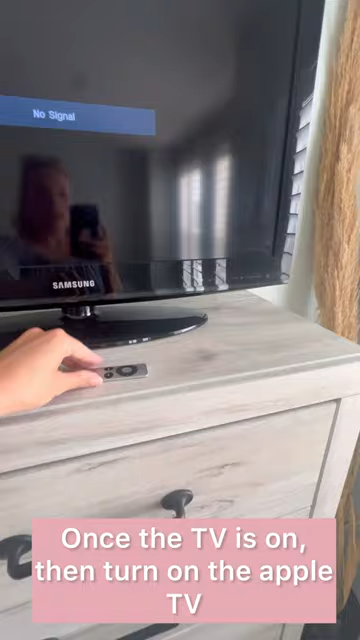 No Signal
SAMSUNG
Once the TV is on,
then turn on the apple
TV